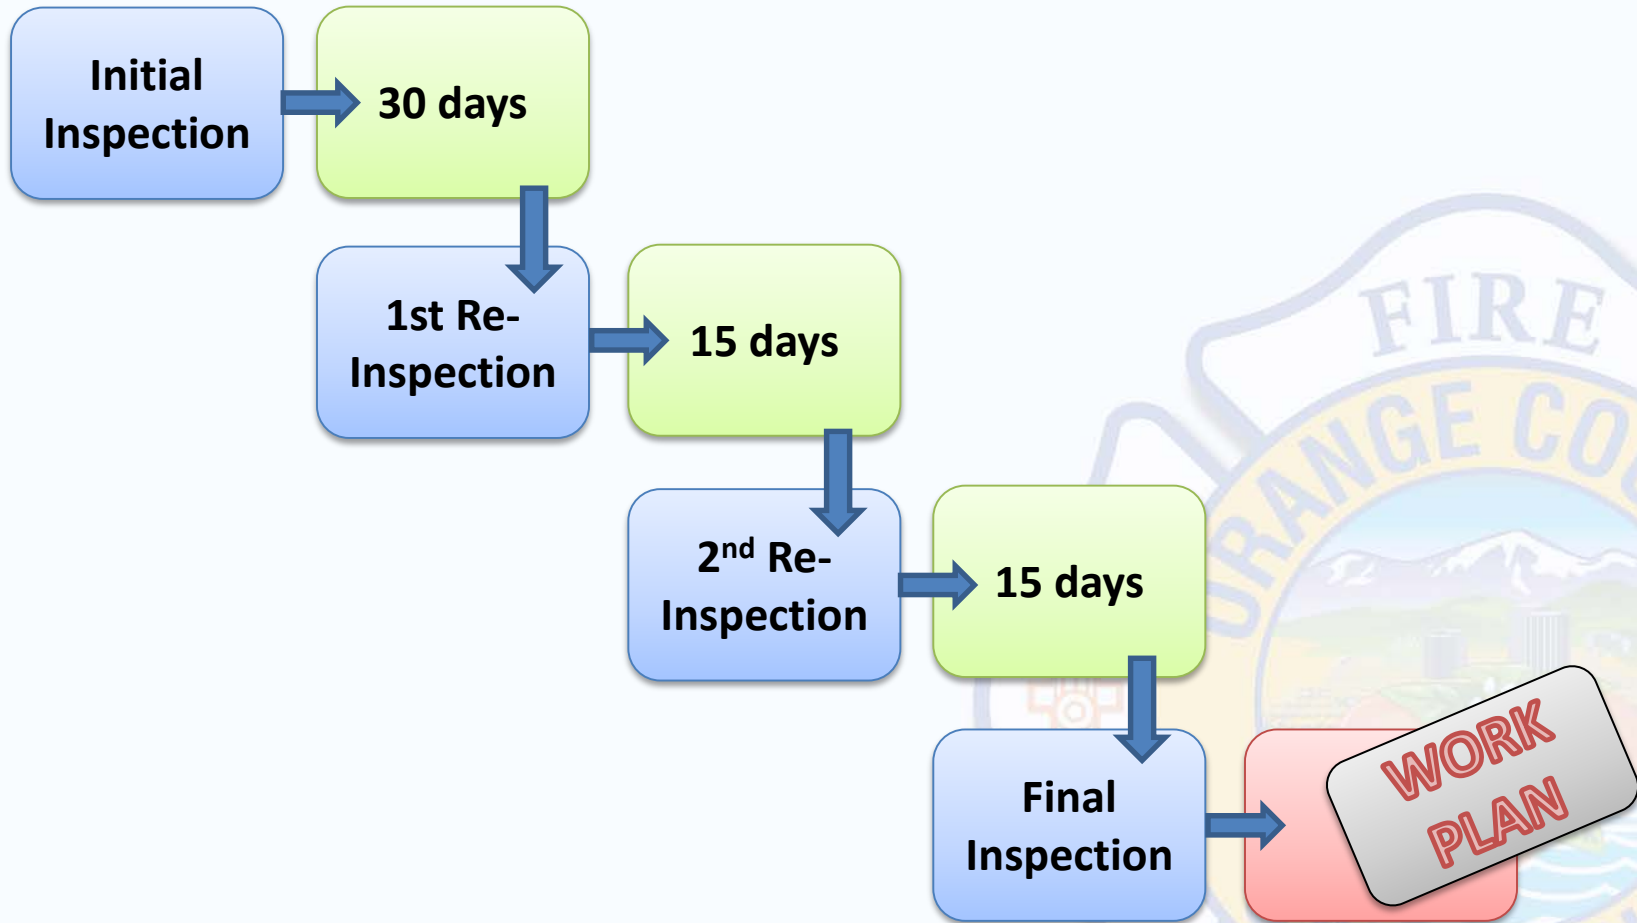 Initial
Inspection
30 days
1st Re-
Inspection
15 days
2nd Re-
Inspection
15 days
Final
Inspection
WORK
PLAN
FIRE
ORANGE COU